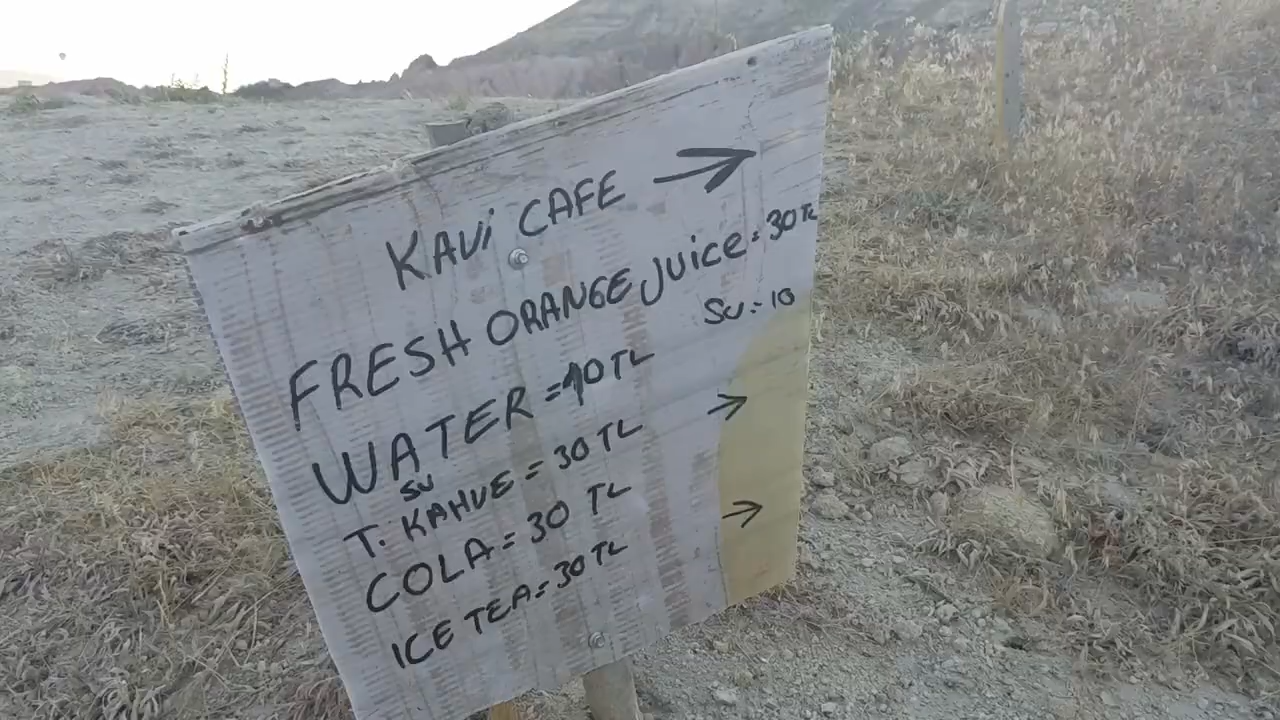 KAVi CAFE
FRESH ORANGE JUiCE = 30 TL
SU = 10
WATER = 10 TL
SU
T. KAHVE = 30 TL
COLA = 30 TL
ICE TEA = 30 TL